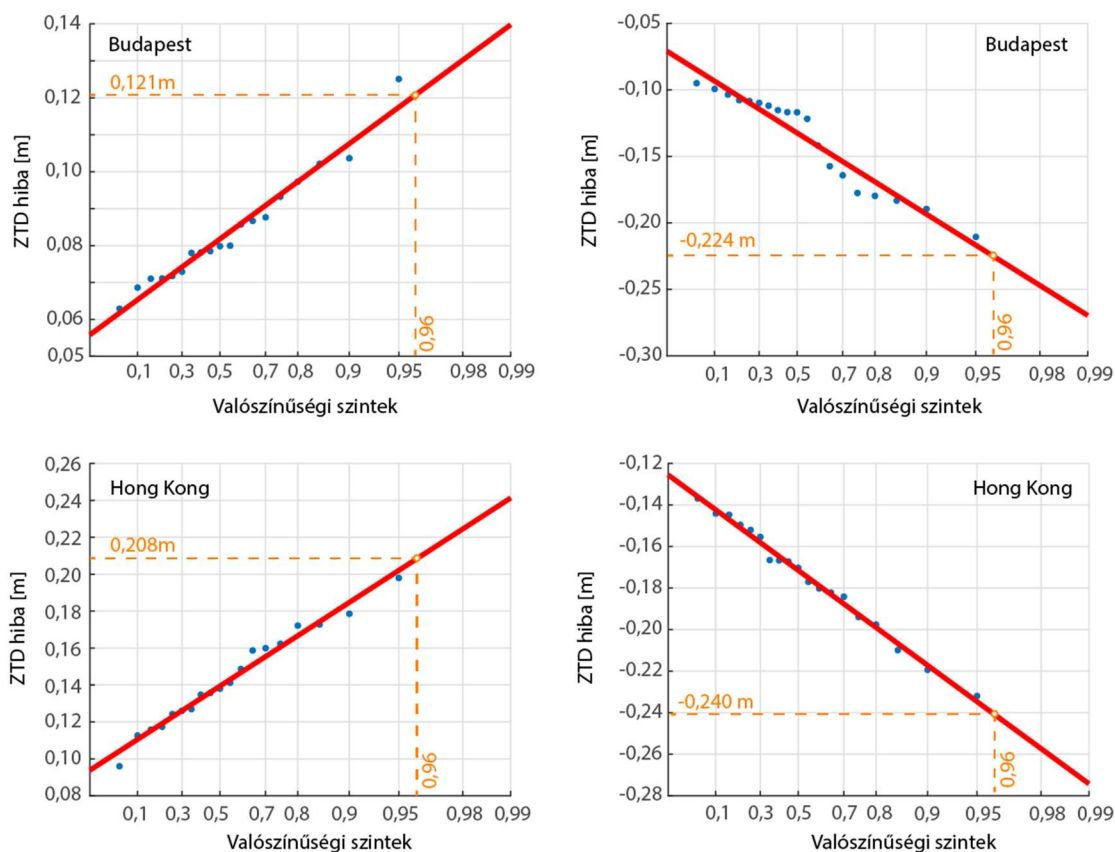 0,14
0,12
0,10
0,08
0,06
0,05
ZTD hiba [m]
Budapest
0,121m
0,96
0,1 0,3 0,5 0,7 0,8 0,9 0,95 0,98 0,99
Valószínűségi szintek
-0,05
-0,10
-0,15
-0,20
-0,25
-0,30
ZTD hiba [m]
Budapest
-0,224 m
0,96
0,1 0,3 0,5 0,7 0,8 0,9 0,95 0,98 0,99
Valószínűségi szintek
0,26
0,24
0,21
0,20
0,18
0,16
0,14
0,12
0,10
0,08
ZTD hiba [m]
Hong Kong
0,208m
0,96
0,1 0,3 0,5 0,7 0,8 0,9 0,95 0,98 0,99
Valószínűségi szintek
-0,12
-0,14
-0,16
-0,18
-0,20
-0,22
-0,24
-0,26
-0,28
ZTD hiba [m]
Hong Kong
-0,240 m
0,96
0,1 0,3 0,5 0,7 0,8 0,9 0,95 0,98 0,99
Valószínűségi szintek